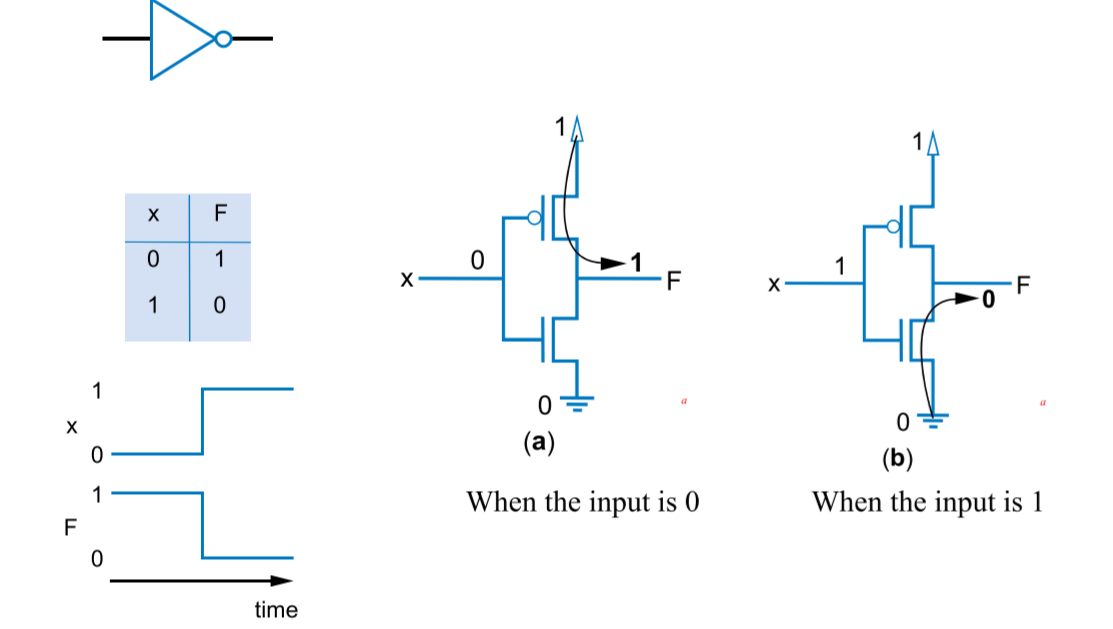 x F
0 1
1 0
1
x
0
1
F
0
time
1
0
1
x F
0
a
(a)
When the input is 0
1
1
x F
0
0
a
(b)
When the input is 1